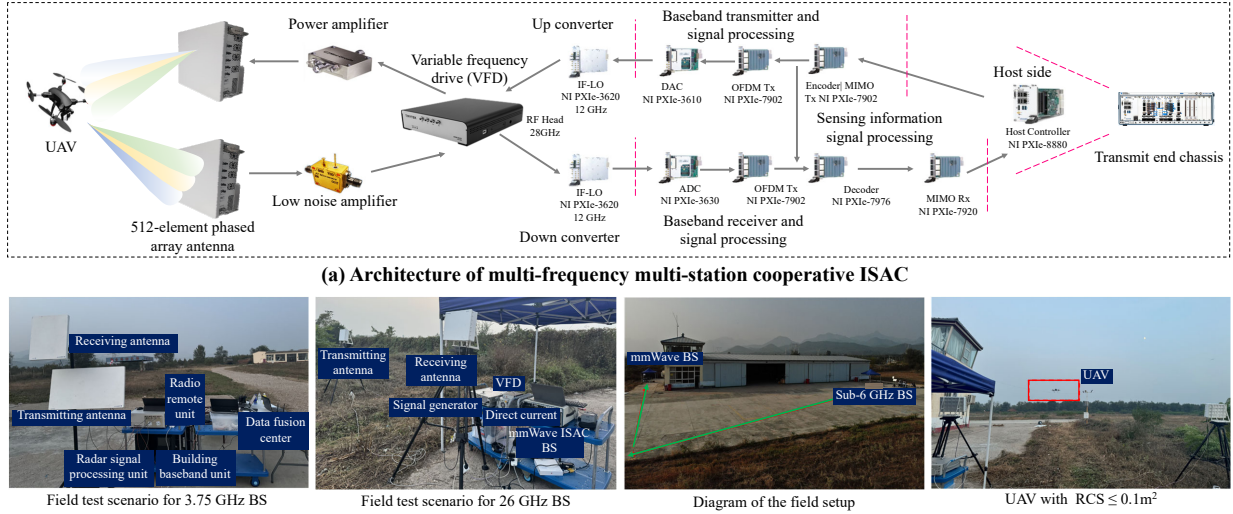 Power amplifier
Up converter
Baseband transmitter and
signal processing
Variable frequency
drive (VFD)
Host side
UAV
IF-LO
NI PXIe-3620
12 GHz
DAC
NI PXIe-3610
OFDM Tx
NI PXIe-7902
Encoder| MIMO
Tx NI PXIe-7902
RF Head
28GHz
Sensing information
signal processing
Host Controller
NI PXIe-8880
Transmit end chassis
Low noise amplifier
IF-LO
NI PXIe-3620
12 GHz
ADC
NI PXIe-3630
OFDM Tx
NI PXIe-7902
Decoder
NI PXIe-7976
MIMO Rx
NI PXIe-7920
512-element phased
array antenna
Down converter
Baseband receiver and
signal processing
(a) Architecture of multi-frequency multi-station cooperative ISAC
Receiving antenna
Transmitting antenna
Radio
remote
unit
Data fusion
center
Radar signal
processing unit
Building
baseband unit
Field test scenario for 3.75 GHz BS
Transmitting
antenna
Receiving
antenna
VFD
Signal generator
Direct current
mmWave ISAC
BS
Field test scenario for 26 GHz BS
mmWave BS
Sub-6 GHz BS
Diagram of the field setup
UAV
UAV with RCS ≤ 0.1m²